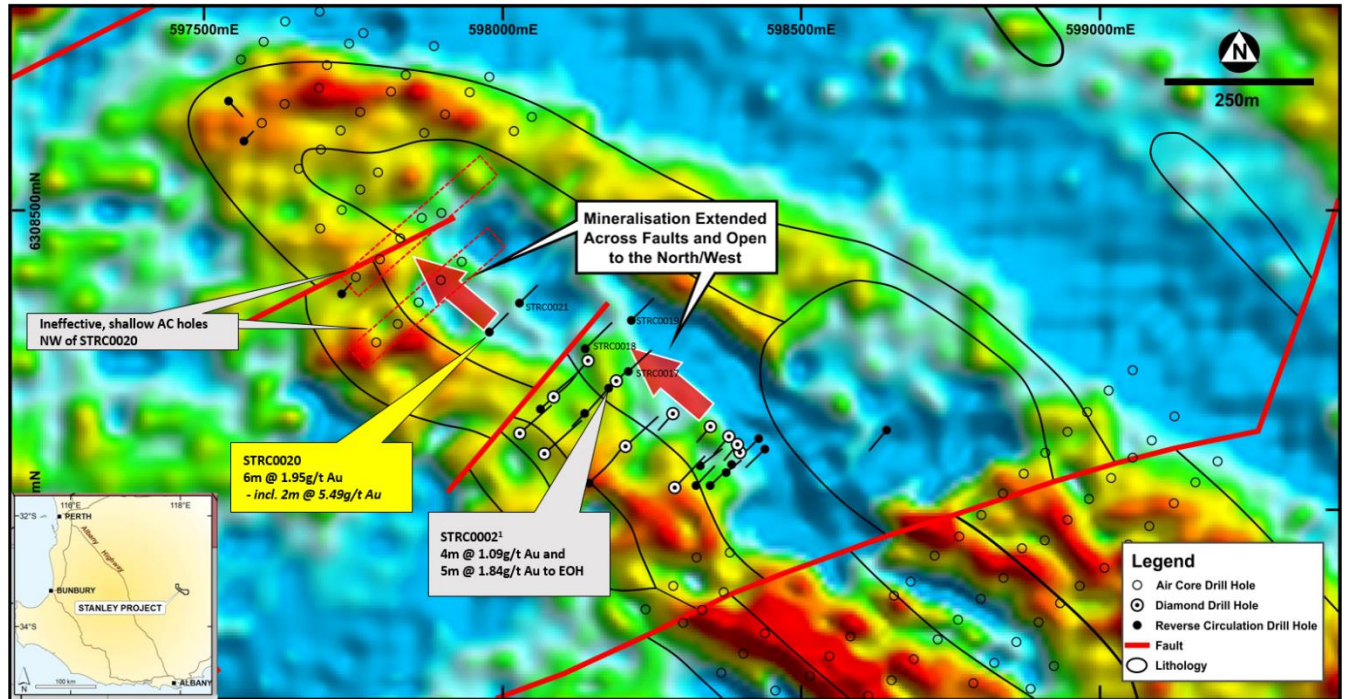 597500mE
598000mE
598500mE
599000mE
N
250m
6308500mN
Mineralisation Extended
Across Faults and Open
to the North/West
STRC0021
STRC0019
STRC0018
STRC0017
Ineffective, shallow AC holes
NW of STRC0020
STRC0020
6m @ 1.95g/t Au
- incl. 2m @ 5.49g/t Au
STRC0002¹
4m @ 1.09g/t Au and
5m @ 1.84g/t Au to EOH
mN
116°E
118°E
32°S
PERTH
Albany Highway
BUNBURY
STANLEY PROJECT
34°S
N
100 km
ALBANY
Legend
Air Core Drill Hole
Diamond Drill Hole
Reverse Circulation Drill Hole
Fault
Lithology